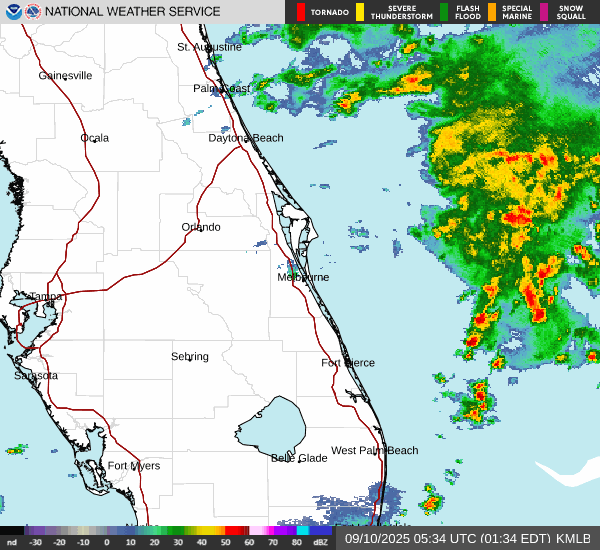 NATIONAL WEATHER SERVICE
TORNADO
SEVERE THUNDERSTORM
FLASH FLOOD
SPECIAL MARINE
SNOW SQUALL
St. Augustine
Gainesville
Palm Coast
Ocala
Daytona Beach
Orlando
Melbourne
Tampa
Sebring
Fort Pierce
Sarasota
West Palm Beach
Belle Glade
Fort Myers
nd -30 -20 -10 0 10 20 30 40 50 60 70 80 dBZ
09/10/2025 05:34 UTC (01:34 EDT) KMLB